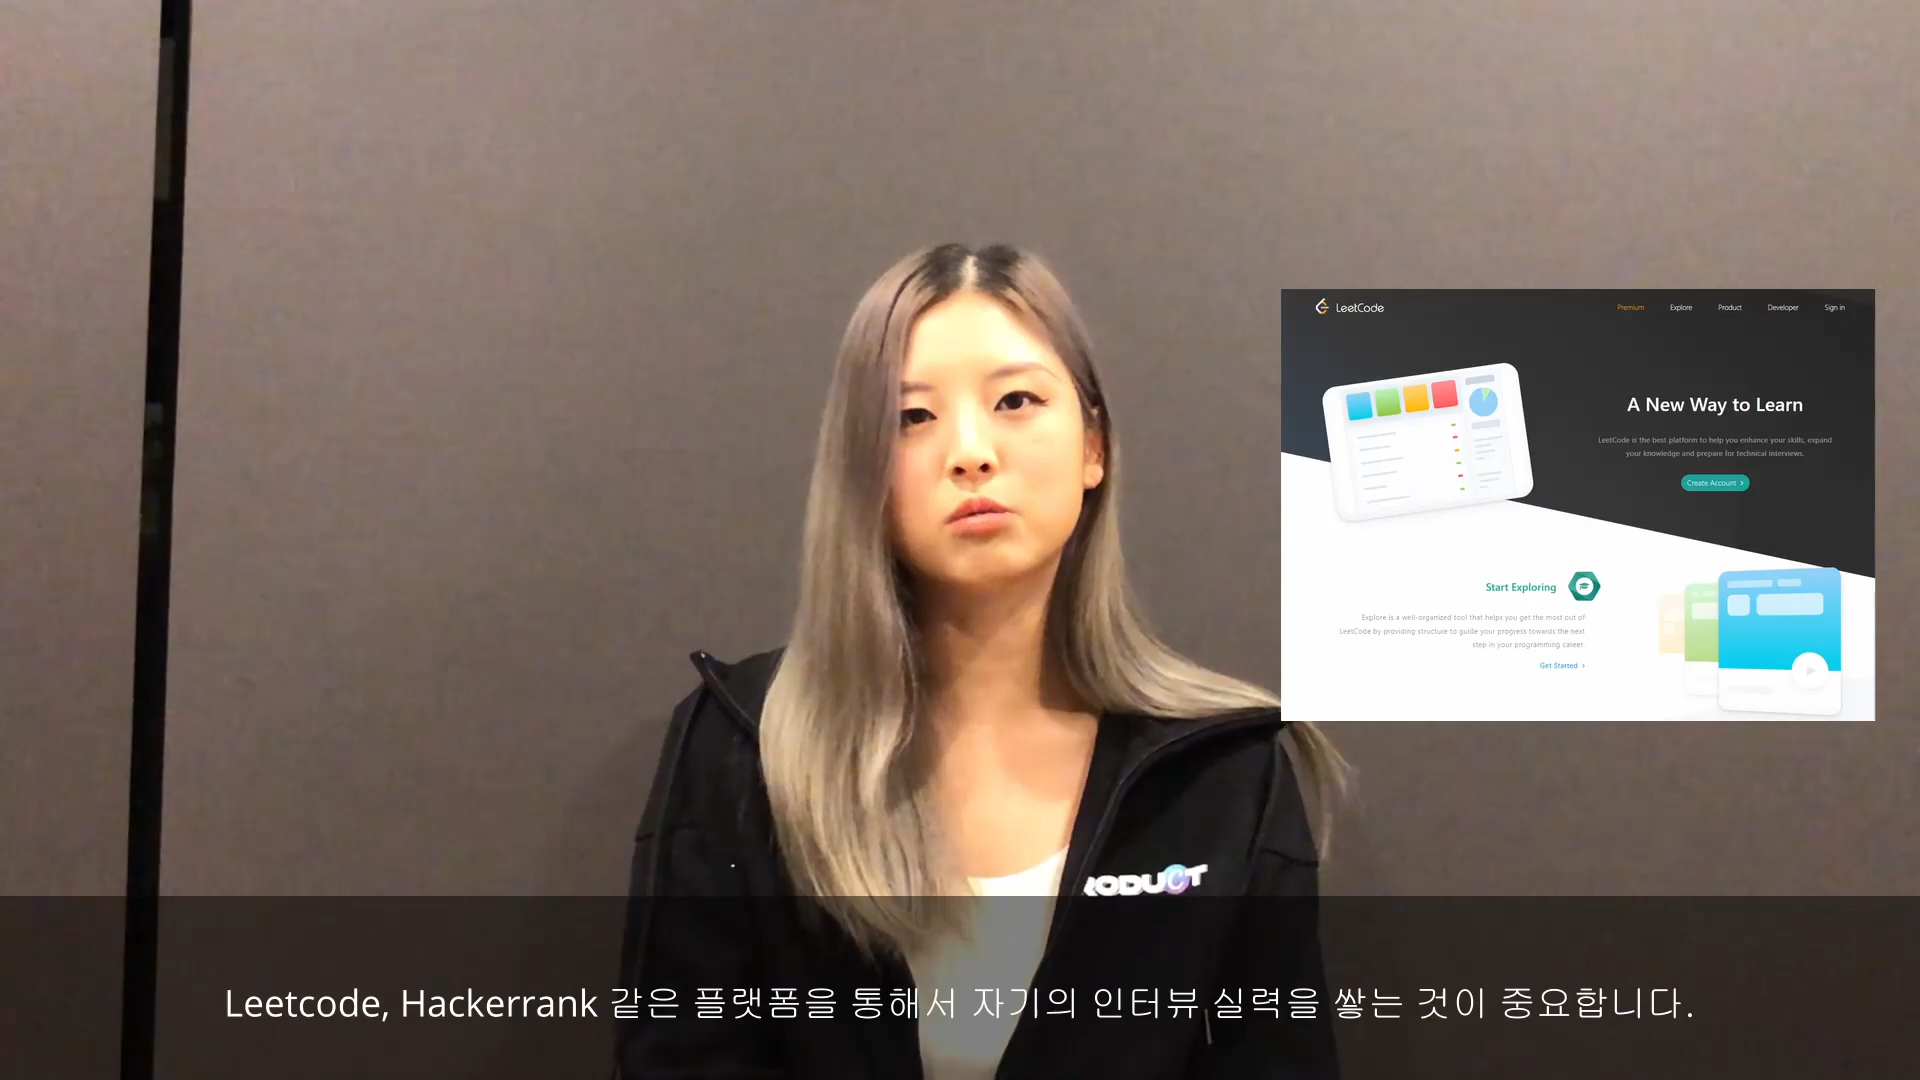 LeetCode
Premium
Explore
Product
Developer
Sign in
A New Way to Learn
LeetCode is the best platform to help you enhance your skills, expand
your knowledge and prepare for technical interviews.
Create Account
Start Exploring
Explore is a well-organized tool that helps you get the most out of
LeetCode by providing structure to guide your progress towards the next
step in your programming career.
Get Started
RODUCT
Leetcode, Hackerrank 같은 플랫폼을 통해서 자기의 인터뷰 실력을 쌓는 것이 중요합니다.